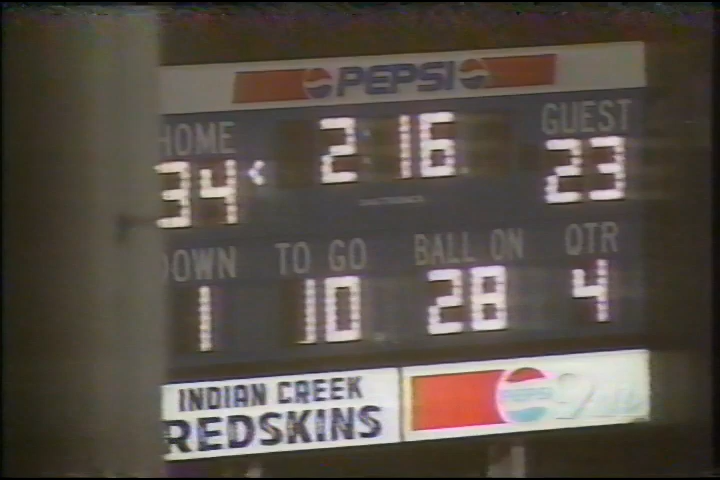 PEPSI
HOME 2:16 GUEST
34 23
DOWN TO GO BALL ON QTR
1 10 28 4
INDIAN CREEK
REDSKINS
PEPSI